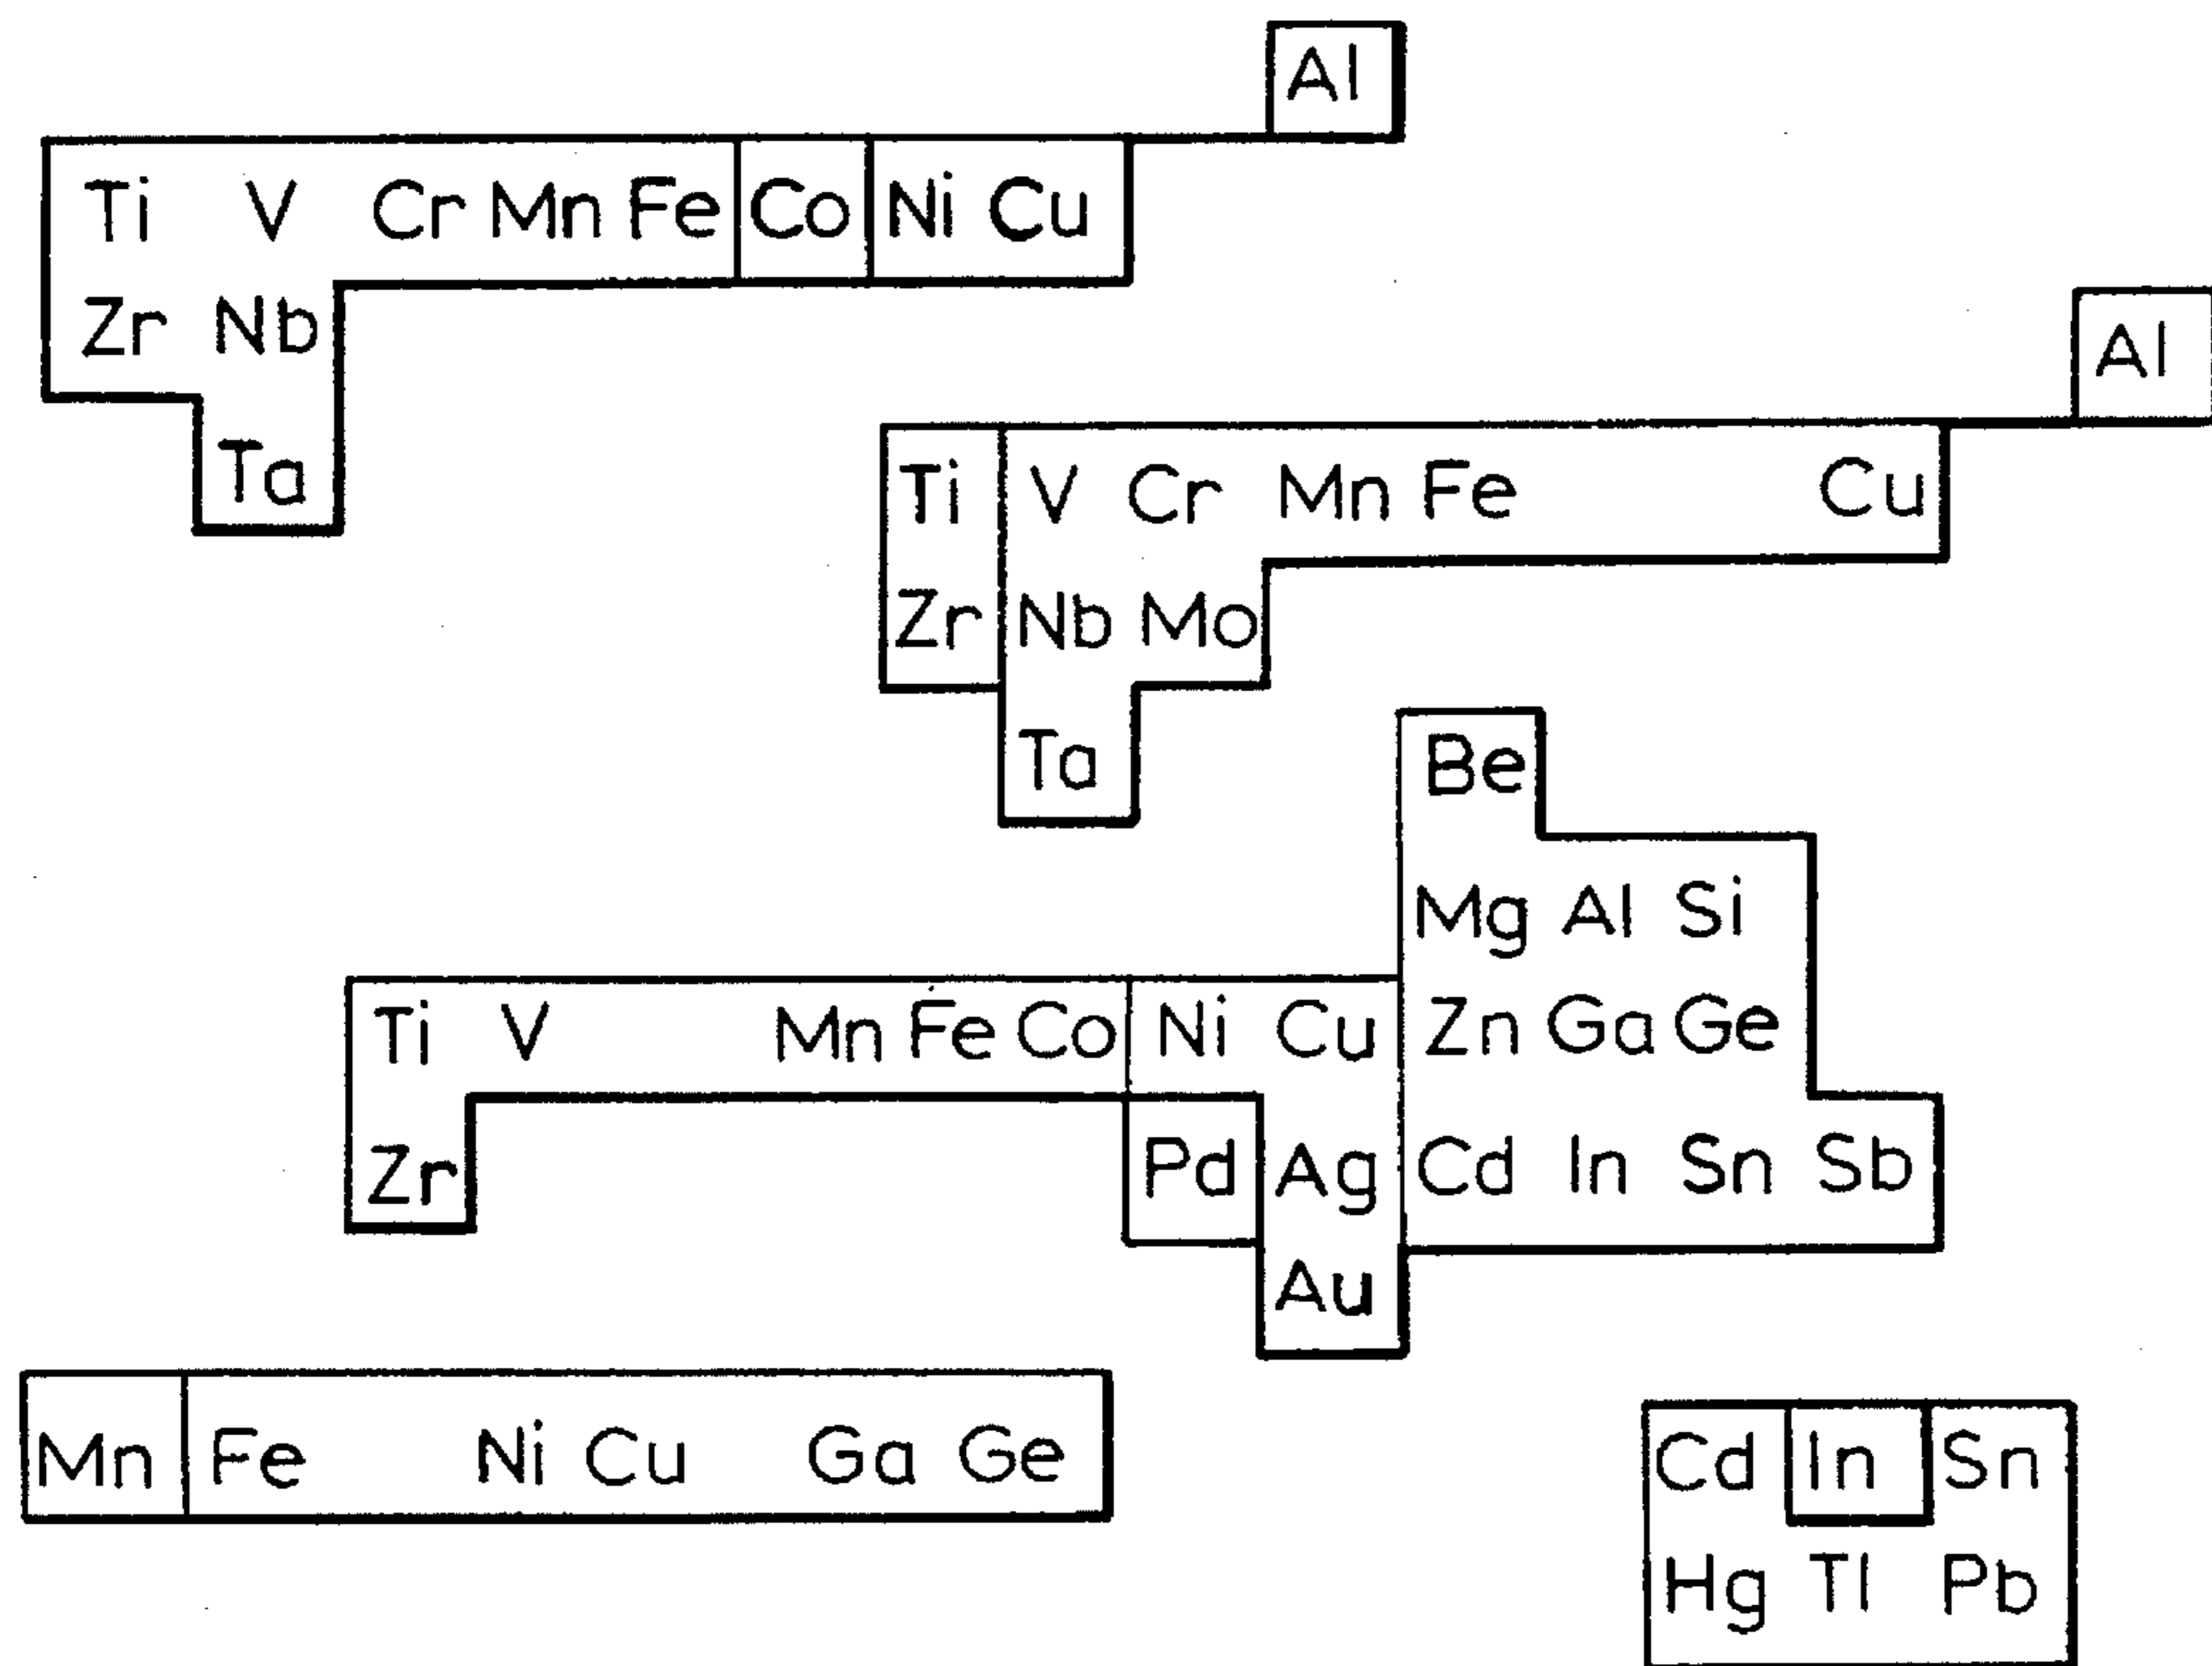 Al
Ti V Cr Mn Fe Co Ni Cu
Zr Nb
Ta
Al
Ti V Cr Mn Fe Cu
Zr Nb Mo
Ta
Be
Mg Al Si
Ti V Mn Fe Co Ni Cu Zn Ga Ge
Zr Pd Ag Cd In Sn Sb
Au
Mn Fe Ni Cu Ga Ge
Cd In Sn
Hg Tl Pb